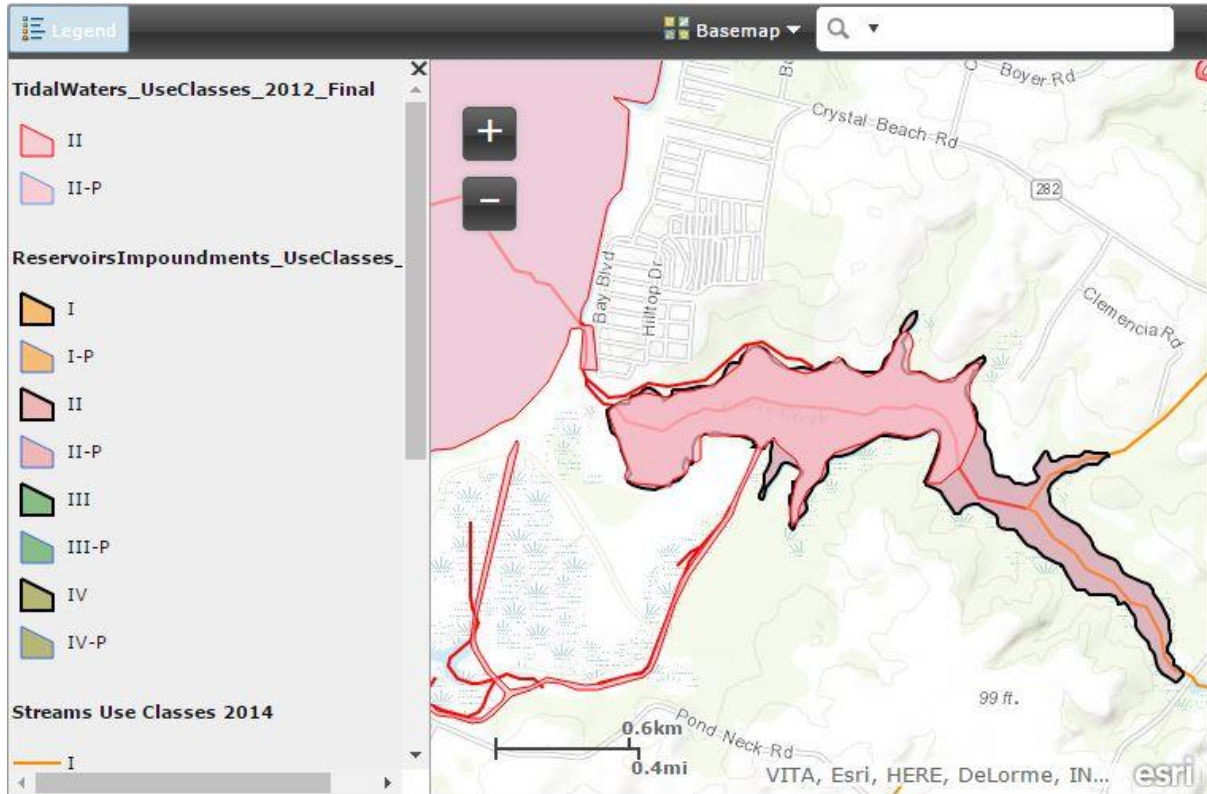 Legend
Basemap
TidalWaters_UseClasses_2012_Final
II
II-P
ReservoirsImpoundments_UseClasses_
I
I-P
II
II-P
III
III-P
IV
IV-P
Streams Use Classes 2014
I
Boyer Rd
Crystal Beach Rd
282
Bay Blvd
Hilltop Dr
Clemencia Rd
99 ft.
Pond Neck Rd
0.6km
0.4mi
VITA, Esri, HERE, DeLorme, IN...
esri